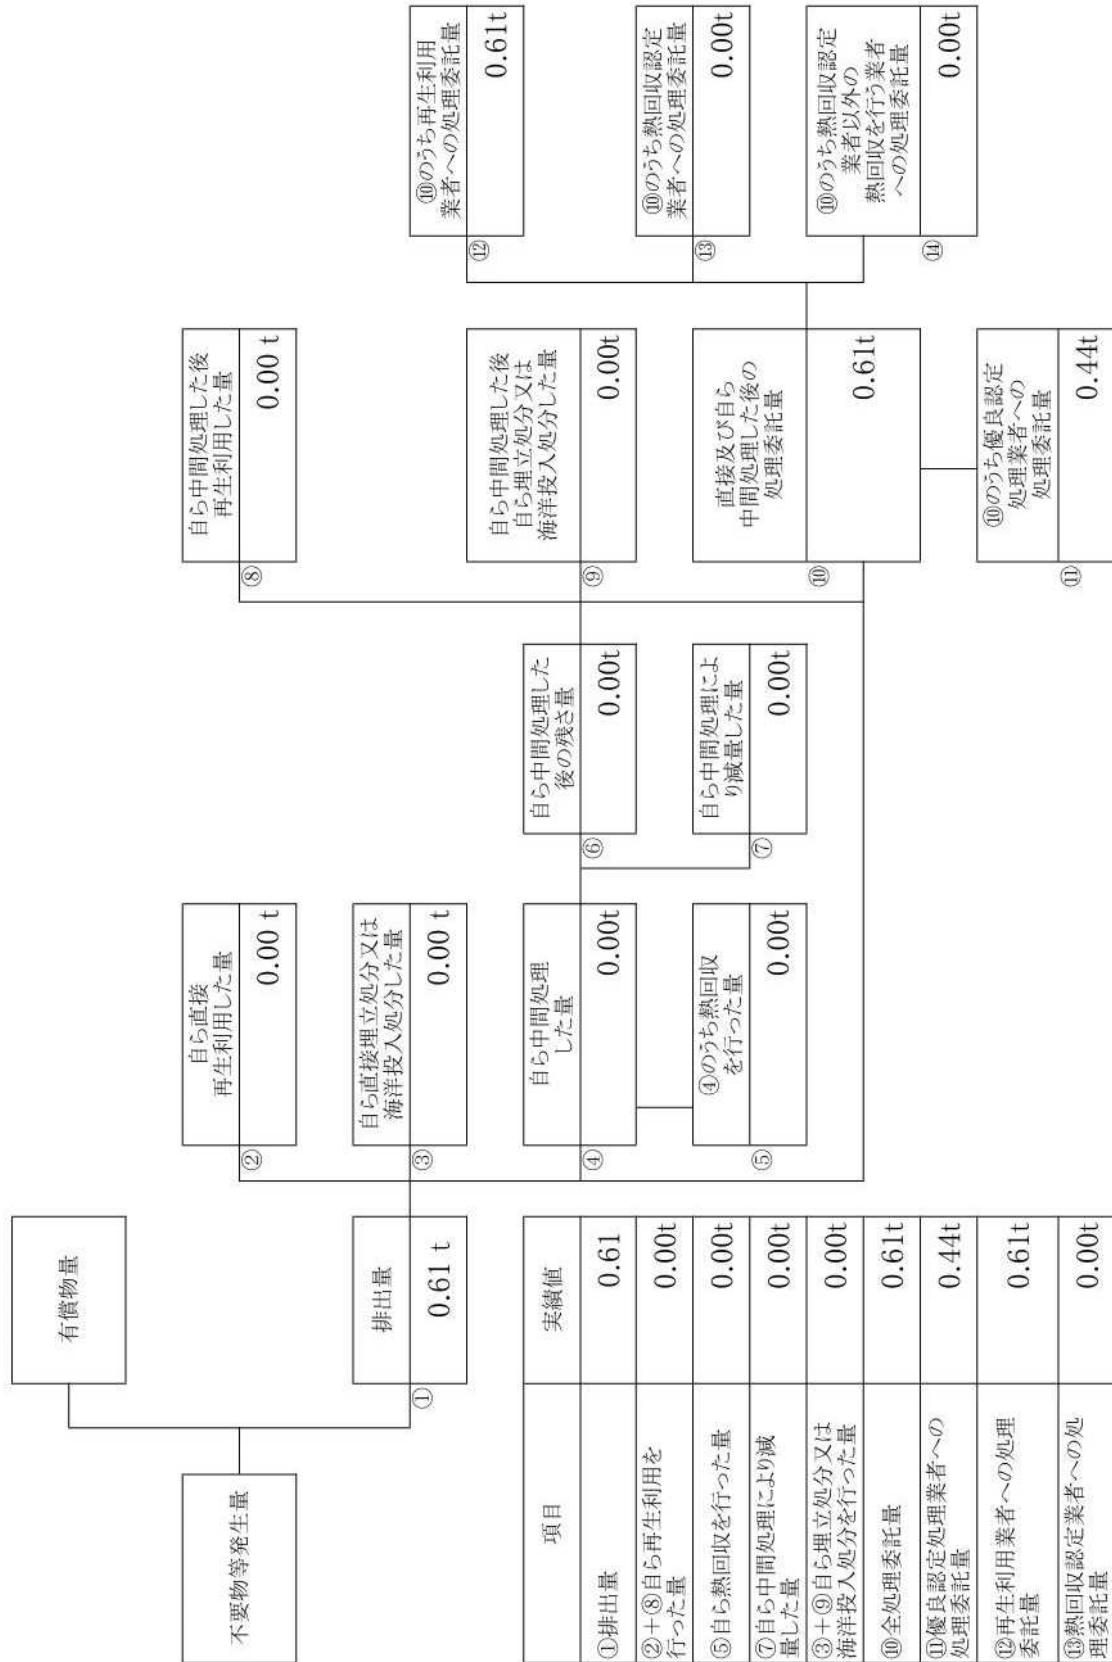 不要物等発生量
有償物量
①
排出量
0.61 t
②
自ら直接
再生利用した量
0.00 t
③
自ら直接埋立処分又は
海洋投入処分した量
0.00 t
④
自ら中間処理
した量
0.00t
⑤
④のうち熱回収
を行った量
0.00t
⑥
自ら中間処理した
後の残さ量
0.00t
⑦
自ら中間処理によ
り減量した量
0.00t
⑧
自ら中間処理した後
再生利用した量
0.00 t
⑨
自ら中間処理した後
自ら埋立処分又は
海洋投入処分した量
0.00t
⑩
直接及び自ら
中間処理した後の
処理委託量
0.61t
⑪
⑩のうち優良認定
処理業者への
処理委託量
0.44t
⑫
⑩のうち再生利用
業者への処理委託量
0.61t
⑬
⑩のうち熱回収認定
業者への処理委託量
0.00t
⑭
⑩のうち熱回収認定
業者以外の
熱回収を行う業者
への処理委託量
0.00t
項目
実績値
①排出量
0.61
②+⑧自ら再生利用を
行った量
0.00t
⑤自ら熱回収を行った量
0.00t
⑦自ら中間処理により減
量した量
0.00t
③+⑨自ら埋立処分又は
海洋投入処分を行った量
0.00t
⑩全処理委託量
0.61t
⑪優良認定処理業者への
処理委託量
0.44t
⑫再生利用業者への処理
委託量
0.61t
⑬熱回収認定業者への処
理委託量
0.00t